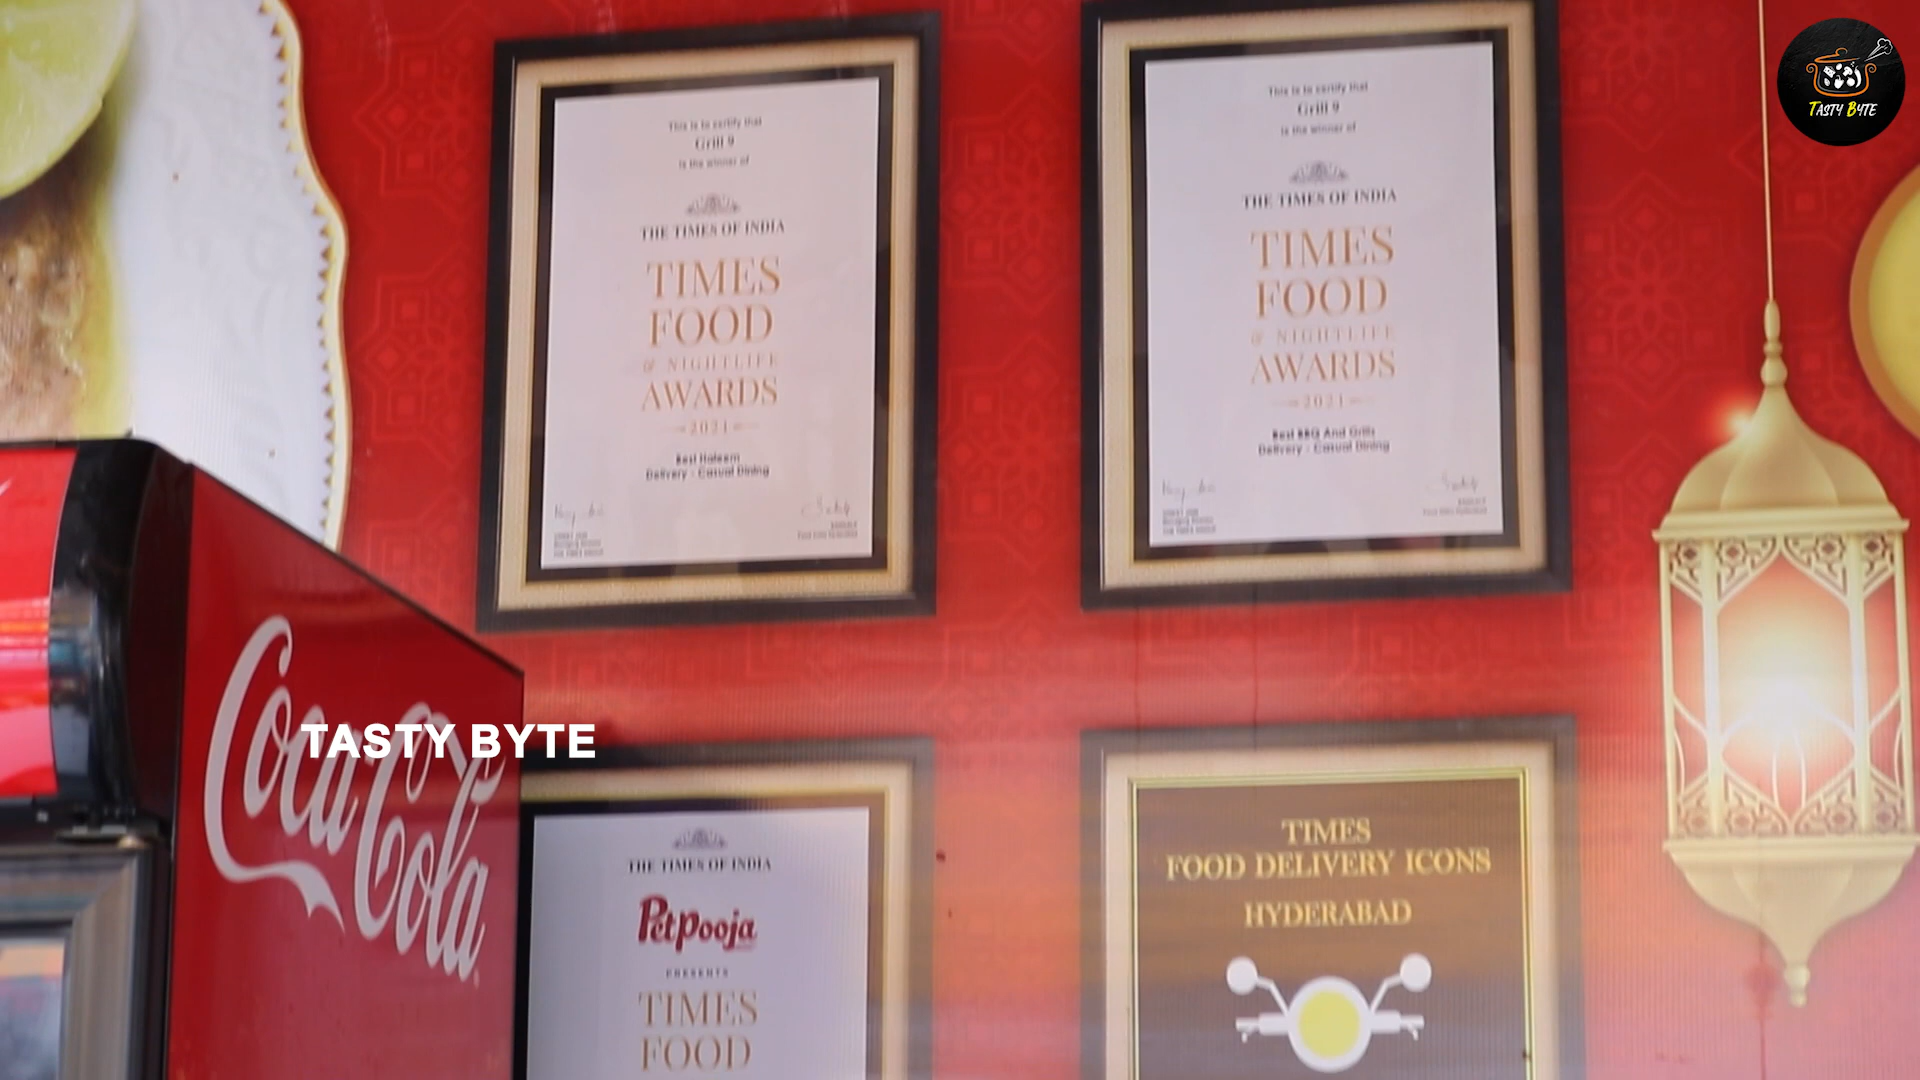 TASTY BYTE
This is to certify that
Grill 9
is the winner of
THE TIMES OF INDIA
TIMES
FOOD
& NIGHTLIFE
AWARDS
2021
Best Haleem
Delivery - Casual Dining
This is to certify that
Grill 9
is the winner of
THE TIMES OF INDIA
TIMES
FOOD
& NIGHTLIFE
AWARDS
2021
Best BBQ And Grills
Delivery - Casual Dining
Coca-Cola
TASTY BYTE
THE TIMES OF INDIA
Petpooja
PRESENTS
TIMES
FOOD
TIMES
FOOD DELIVERY ICONS
HYDERABAD